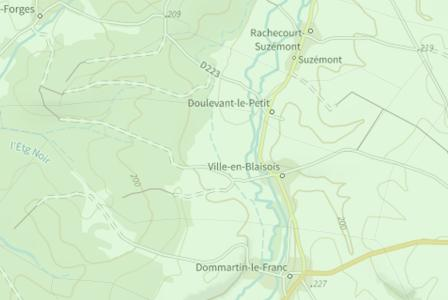 -Forges
209
Rachecourt-
Suzémont
219
Suzémont
D223
Doulevant-le-Petit
l'Etg Noir
Ville-en-Blaisois
200
200
Dommartin-le-Franc
227